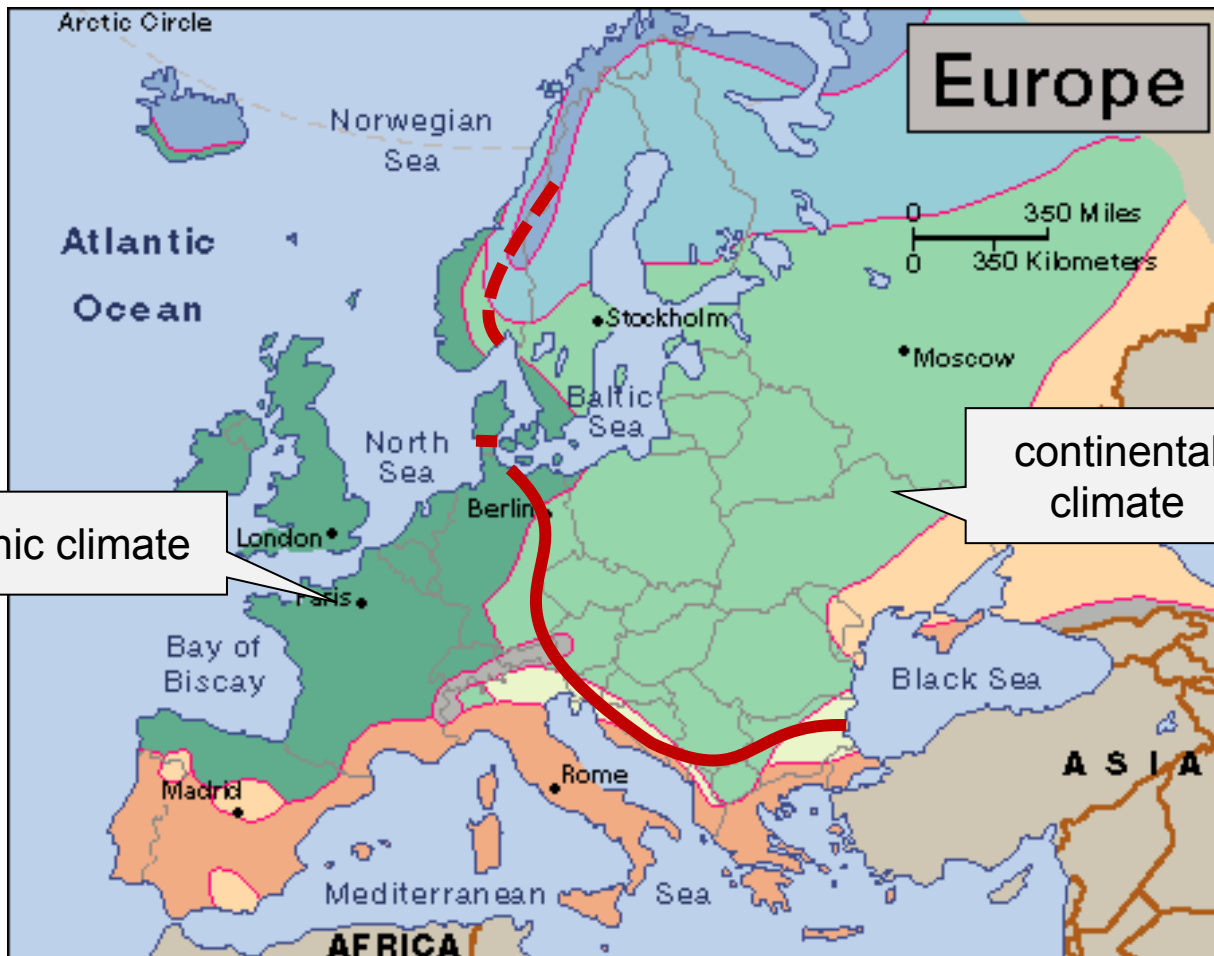 Arctic Circle
Europe
Norwegian
Sea
0 350 Miles
0 350 Kilometers
Atlantic
Ocean
Stockholm
Moscow
Baltic
Sea
North
Sea
continental
climate
Berlin
nic climate
London
Paris
Bay of
Biscay
Black Sea
ASIA
Rome
Madrid
Mediterranean Sea
AFRICA